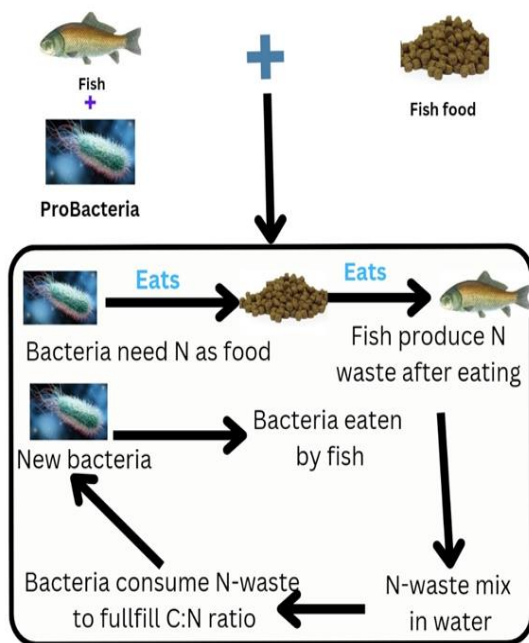 Fish
+
ProBacteria
+
Fish food
Eats
Eats
Bacteria need N as food
Fish produce N
waste after eating
New bacteria
Bacteria eaten
by fish
Bacteria consume N-waste
to fullfill C:N ratio
N-waste mix
in water